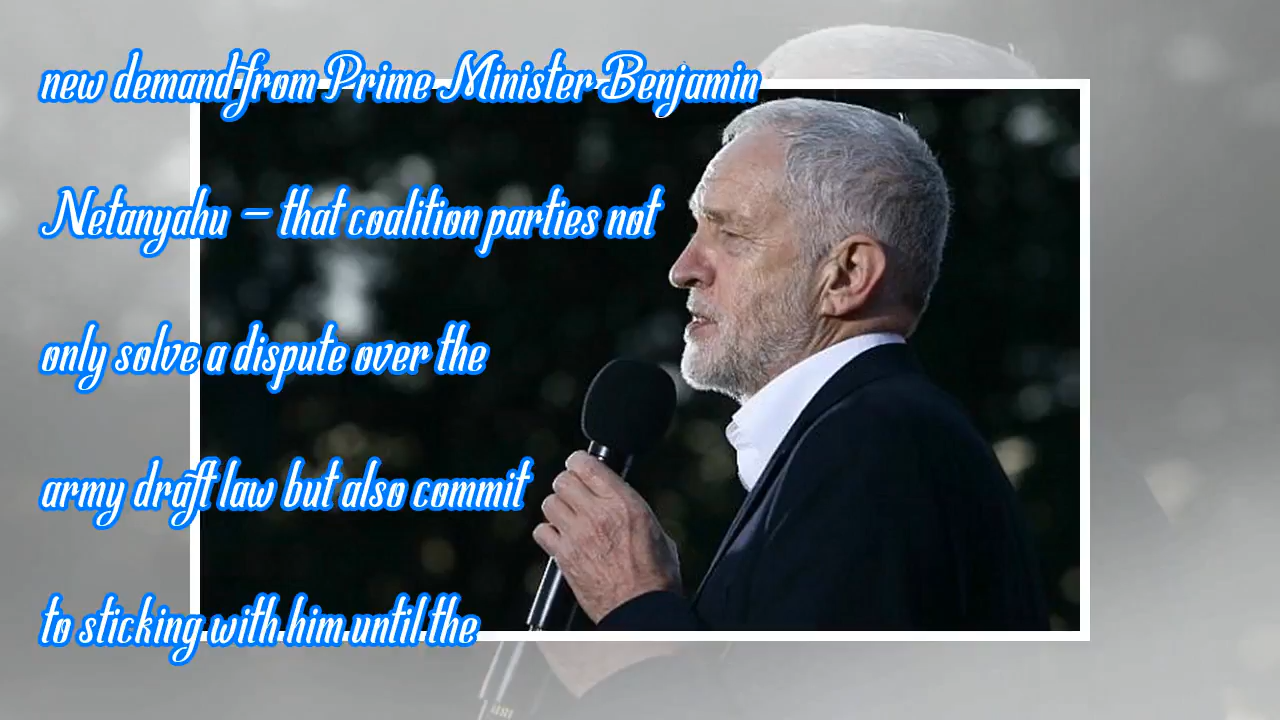 new demand from Prime Minister Benjamin
Netanyahu – that coalition parties not
only solve a dispute over the
army draft law but also commit
to sticking with him until the